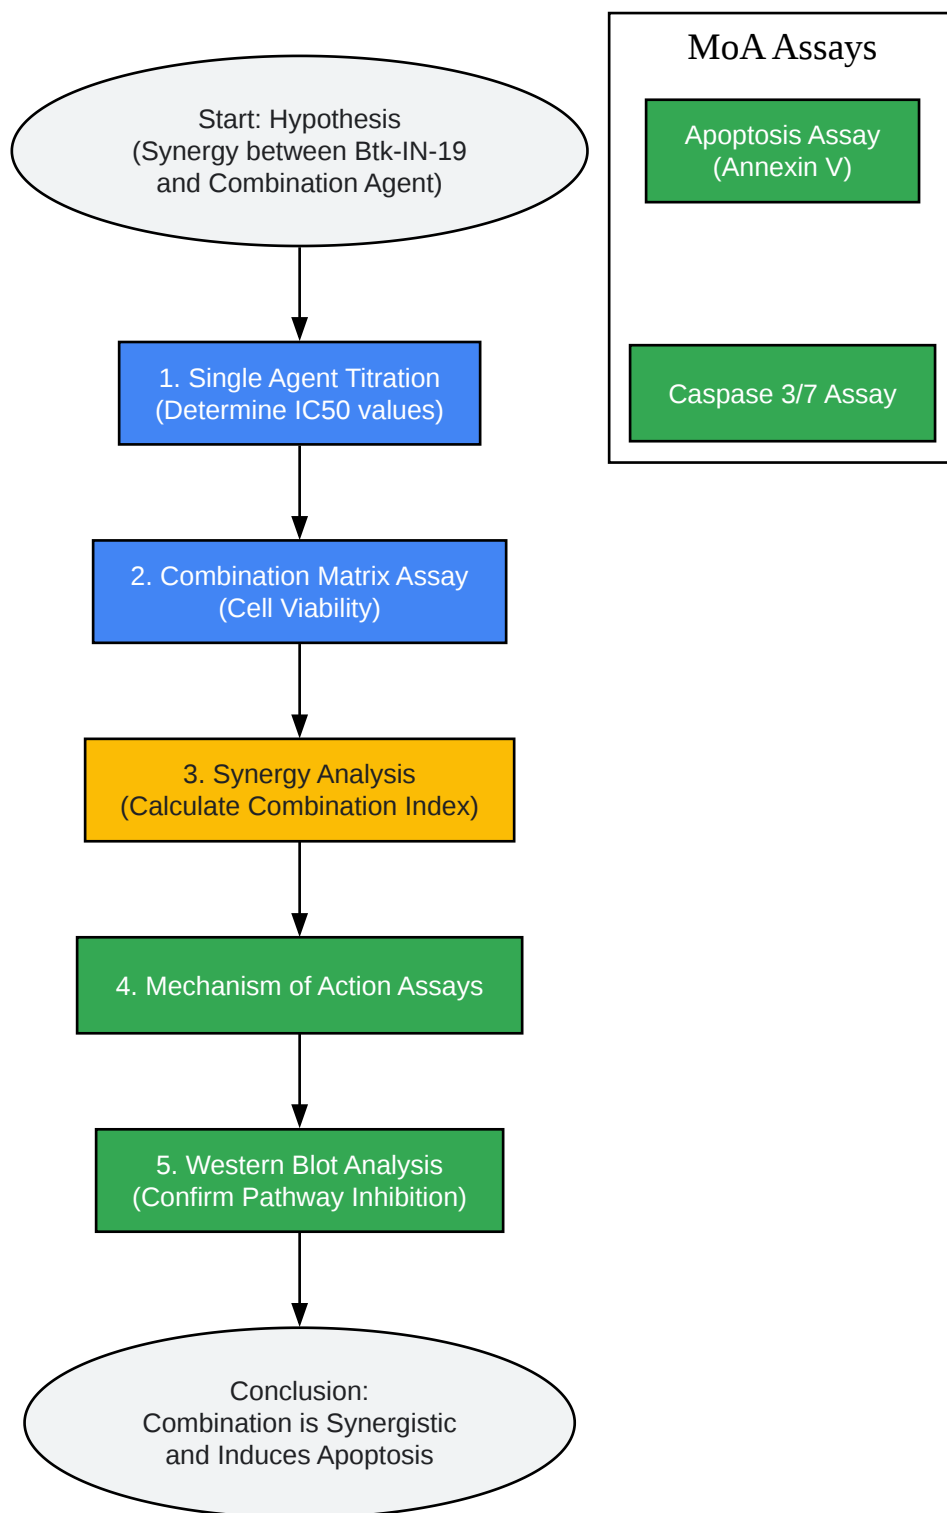 Start: Hypothesis
(Synergy between Btk-IN-19
and Combination Agent)
1. Single Agent Titration
(Determine IC50 values)
2. Combination Matrix Assay
(Cell Viability)
3. Synergy Analysis
(Calculate Combination Index)
4. Mechanism of Action Assays
5. Western Blot Analysis
(Confirm Pathway Inhibition)
Conclusion:
Combination is Synergistic
and Induces Apoptosis
MoA Assays
Apoptosis Assay
(Annexin V)
Caspase 3/7 Assay